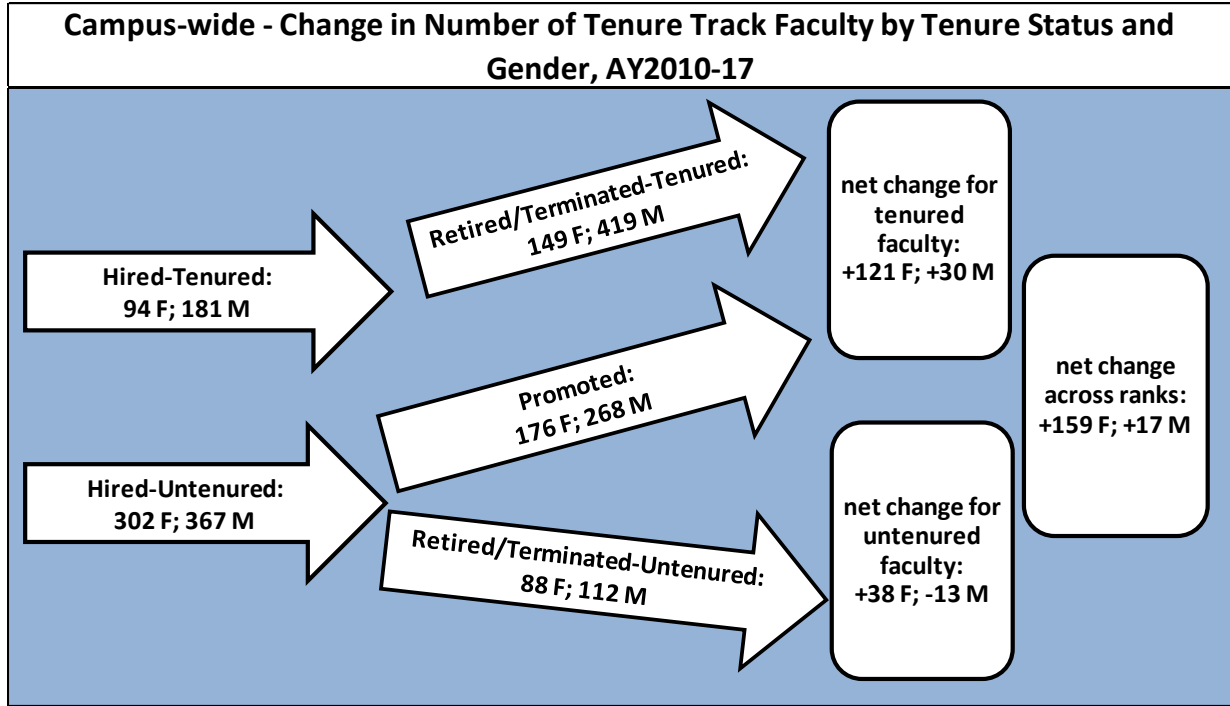 Campus-wide - Change in Number of Tenure Track Faculty by Tenure Status and
Gender, AY2010-17
Hired-Tenured:
94 F; 181 M
Retired/Terminated-Tenured:
149 F; 419 M
net change for
tenured
faculty:
+121 F; +30 M
Hired-Untenured:
302 F; 367 M
Promoted:
176 F; 268 M
Retired/Terminated-Untenured:
88 F; 112 M
net change for
untenured
faculty:
+38 F; -13 M
net change
across ranks:
+159 F; +17 M